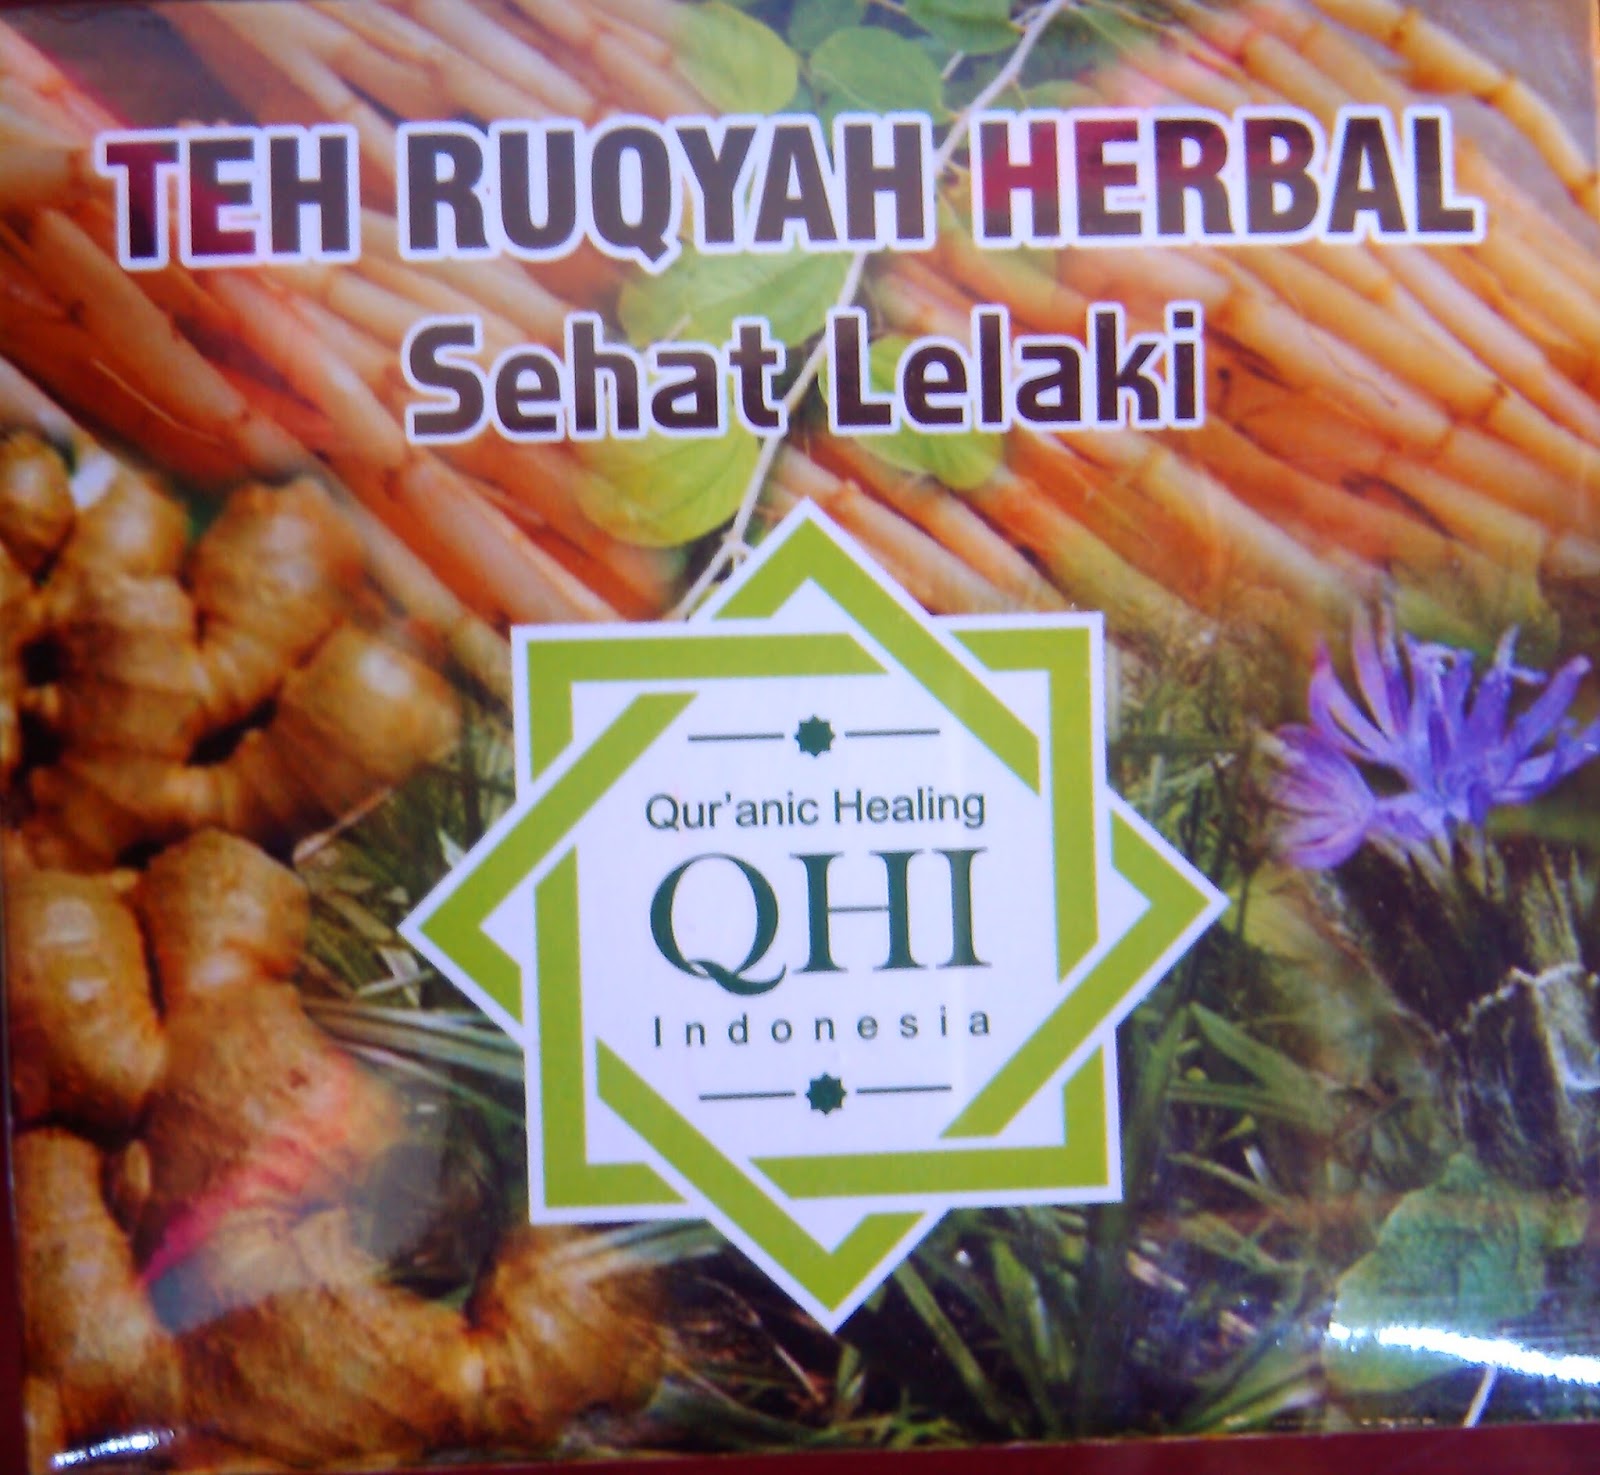 TEH RUQYAH HERBAL
Sehat Lelaki
Qur'anic Healing
QHI
Indonesia